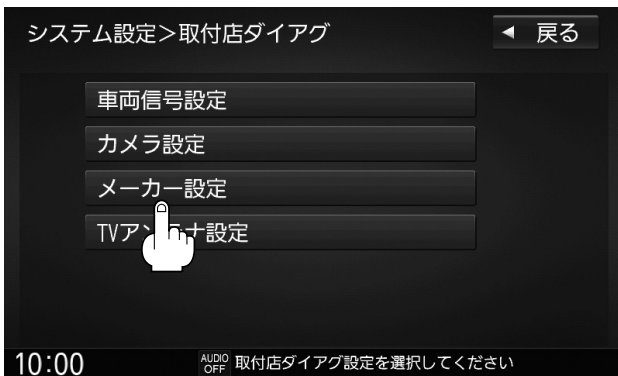 システム設定＞取付店ダイアグ
◀ 戻る
車両信号設定
カメラ設定
メーカー設定
TVアンテナ設定
10:00 AUDIO OFF 取付店ダイアグ設定を選択してください